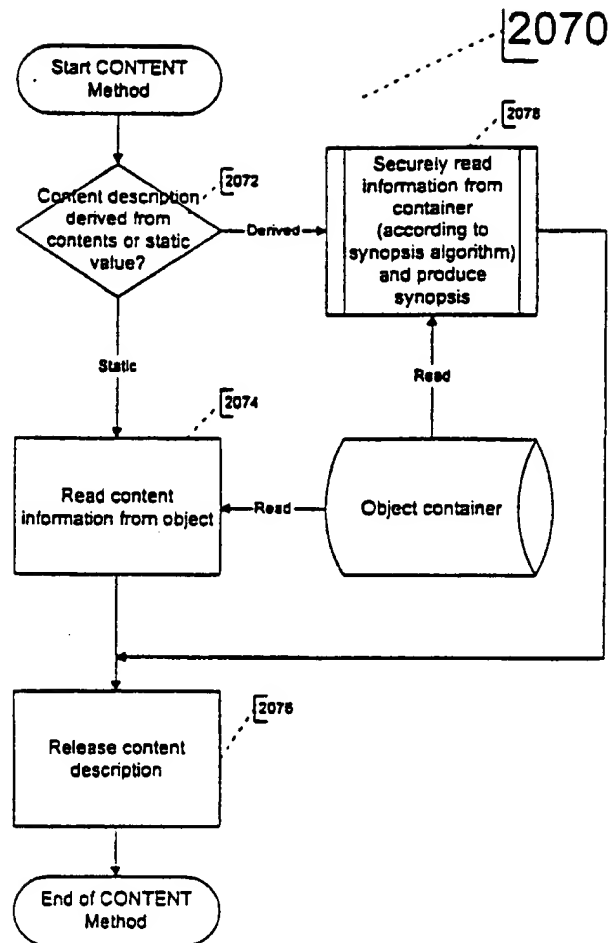 2070
Start CONTENT
Method
2078
2072
Content description
derived from
contents or static
value?
Derived
Securely read
information from
container
(according to
synopsis algorithm)
and produce
synopsis
Static
Read
2074
Read content
information from object
Read
Object container
2076
Release content
description
End of CONTENT
Method